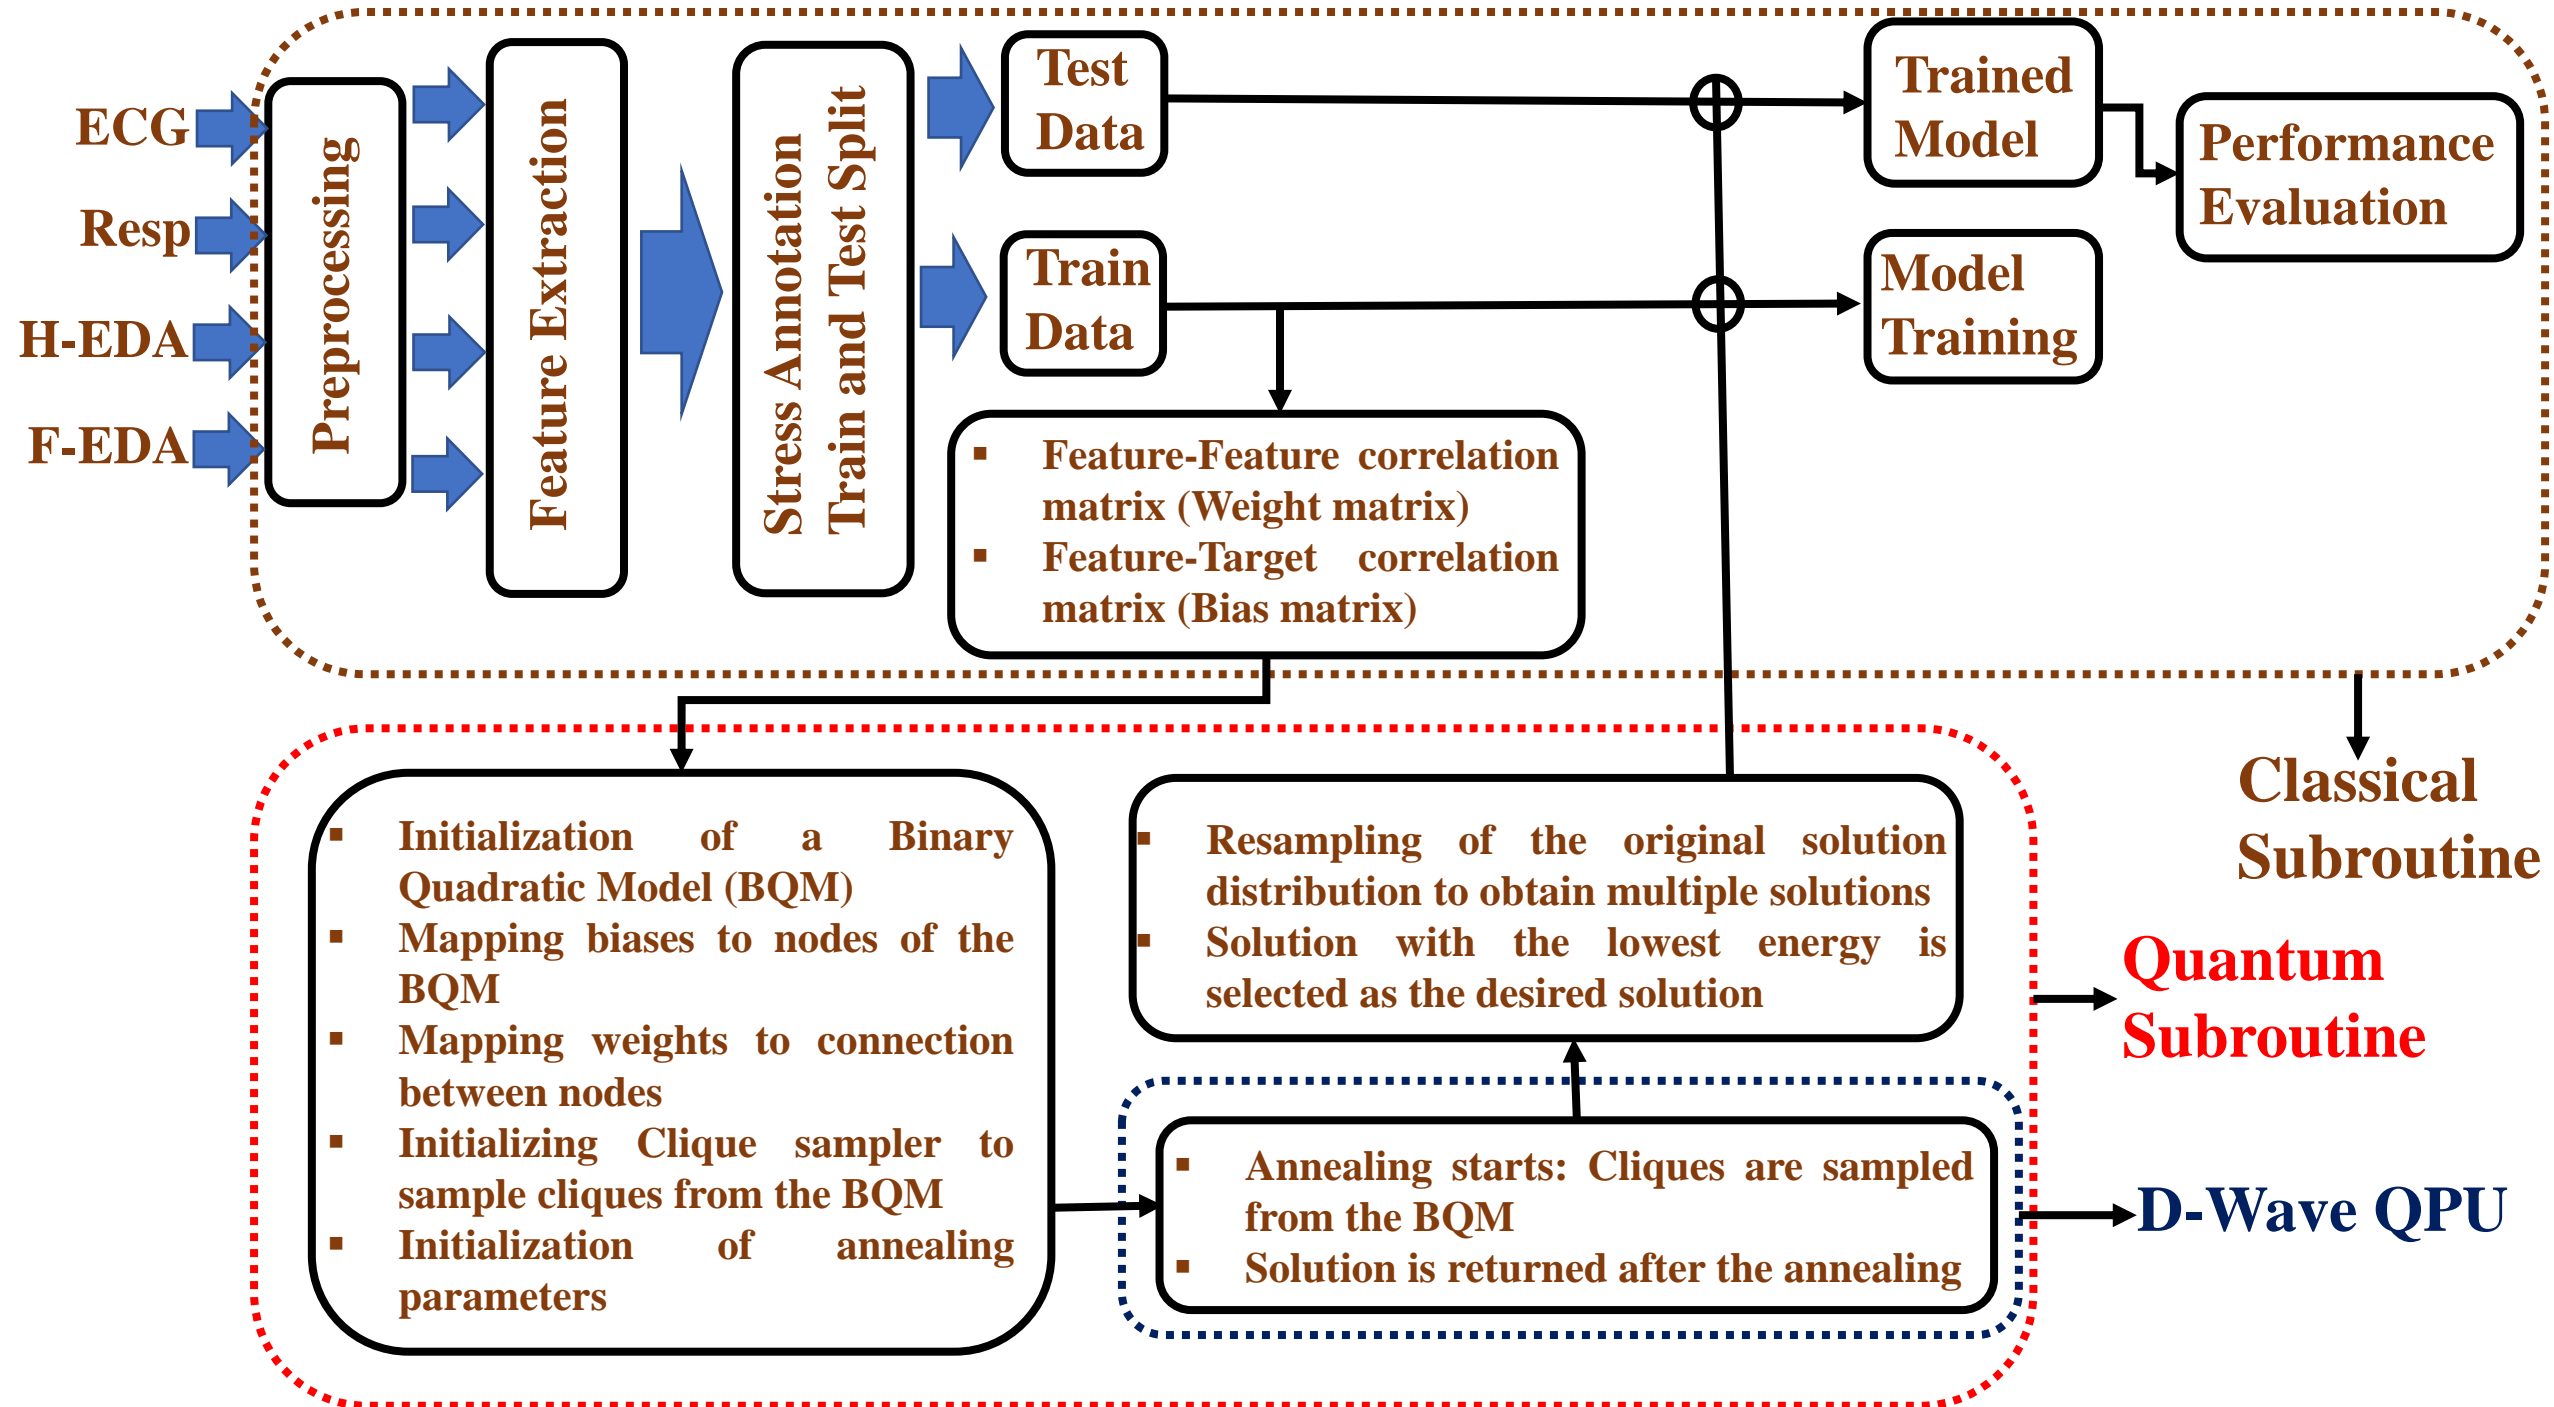 ECG
Resp
H-EDA
F-EDA
Preprocessing
Feature Extraction
Stress Annotation
Train and Test Split
Test
Data
Train
Data
Trained
Model
Performance
Evaluation
Model
Training
▪ Feature-Feature correlation
matrix (Weight matrix)
▪ Feature-Target correlation
matrix (Bias matrix)
Classical
Subroutine
▪ Initialization of a Binary
Quadratic Model (BQM)
▪ Mapping biases to nodes of the
BQM
▪ Mapping weights to connection
between nodes
▪ Initializing Clique sampler to
sample cliques from the BQM
▪ Initialization of annealing
parameters
▪ Resampling of the original solution
distribution to obtain multiple solutions
▪ Solution with the lowest energy is
selected as the desired solution
Quantum
Subroutine
▪ Annealing starts: Cliques are sampled
from the BQM
▪ Solution is returned after the annealing
D-Wave QPU